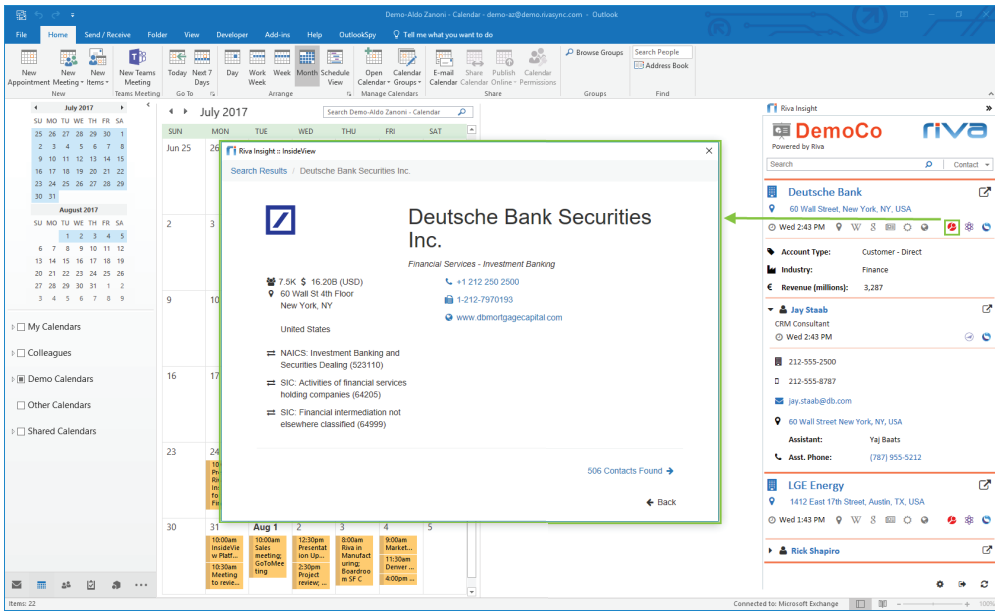 Demo-Aldo Zanoni - Calendar - demo-az@demo.rivasync.com - Outlook
File Home Send / Receive Folder View Developer Add-ins Help OutlookSpy Tell me what you want to do
New Appointment New Meeting New Items New Teams Meeting Today Next 7 Days Day Work Week Week Month Schedule View Open Calendar Calendar Groups E-mail Calendar Share Calendar Publish Online Calendar Permissions Browse Groups Search People
Address Book
New Teams Meeting Go To Arrange Manage Calendars Share Groups Find
July 2017
SU MO TU WE TH FR SA
25 26 27 28 29 30 1
2 3 4 5 6 7 8
9 10 11 12 13 14 15
16 17 18 19 20 21 22
23 24 25 26 27 28 29
30 31
August 2017
SU MO TU WE TH FR SA
1 2 3 4 5
6 7 8 9 10 11 12
13 14 15 16 17 18 19
20 21 22 23 24 25 26
27 28 29 30 31 1 2
3 4 5 6 7 8 9
My Calendars
Colleagues
Demo Calendars
Other Calendars
Shared Calendars
July 2017
Search Demo-Aldo Zanoni - Calendar
SUN MON TUE WED THU FRI SAT
Jun 25 26
2 3
9 10
16 17
23 24
30 31 Aug 1 2 3 4 5
10:00am InsideVie w Platf...
10:30am Meeting to revie...
10:00am Sales meeting; GoToMee ting
12:30pm Presentat ion Up...
2:30pm Project review; ...
8:00am Riva in Manufact uring; Boardroo m SF C
9:00am Market...
11:30am Denver ...
4:00pm ...
Riva Insight :: InsideView
Search Results / Deutsche Bank Securities Inc.
Deutsche Bank Securities
Inc.
Financial Services - Investment Banking
7.5K $ 16.20B (USD)
60 Wall St 4th Floor
New York, NY
United States
+1 212 250 2500
1-212-7970193
www.dbmortgagecapital.com
NAICS: Investment Banking and
Securities Dealing (523110)
SIC: Activities of financial services
holding companies (64205)
SIC: Financial intermediation not
elsewhere classified (64999)
506 Contacts Found
Back
Riva Insight
DemoCo
riva
Powered by Riva
Search Contact
Deutsche Bank
60 Wall Street, New York, NY, USA
Wed 2:43 PM
Account Type: Customer - Direct
Industry: Finance
Revenue (millions): 3,287
Jay Staab
CRM Consultant
Wed 2:43 PM
212-555-2500
212-555-8787
jay.staab@db.com
60 Wall Street New York, NY, USA
Assistant: Yaj Baats
Asst. Phone: (787) 955-5212
LGE Energy
1412 East 17th Street, Austin, TX, USA
Wed 1:43 PM
Rick Shapiro
Items: 22
Connected to: Microsoft Exchange
100%